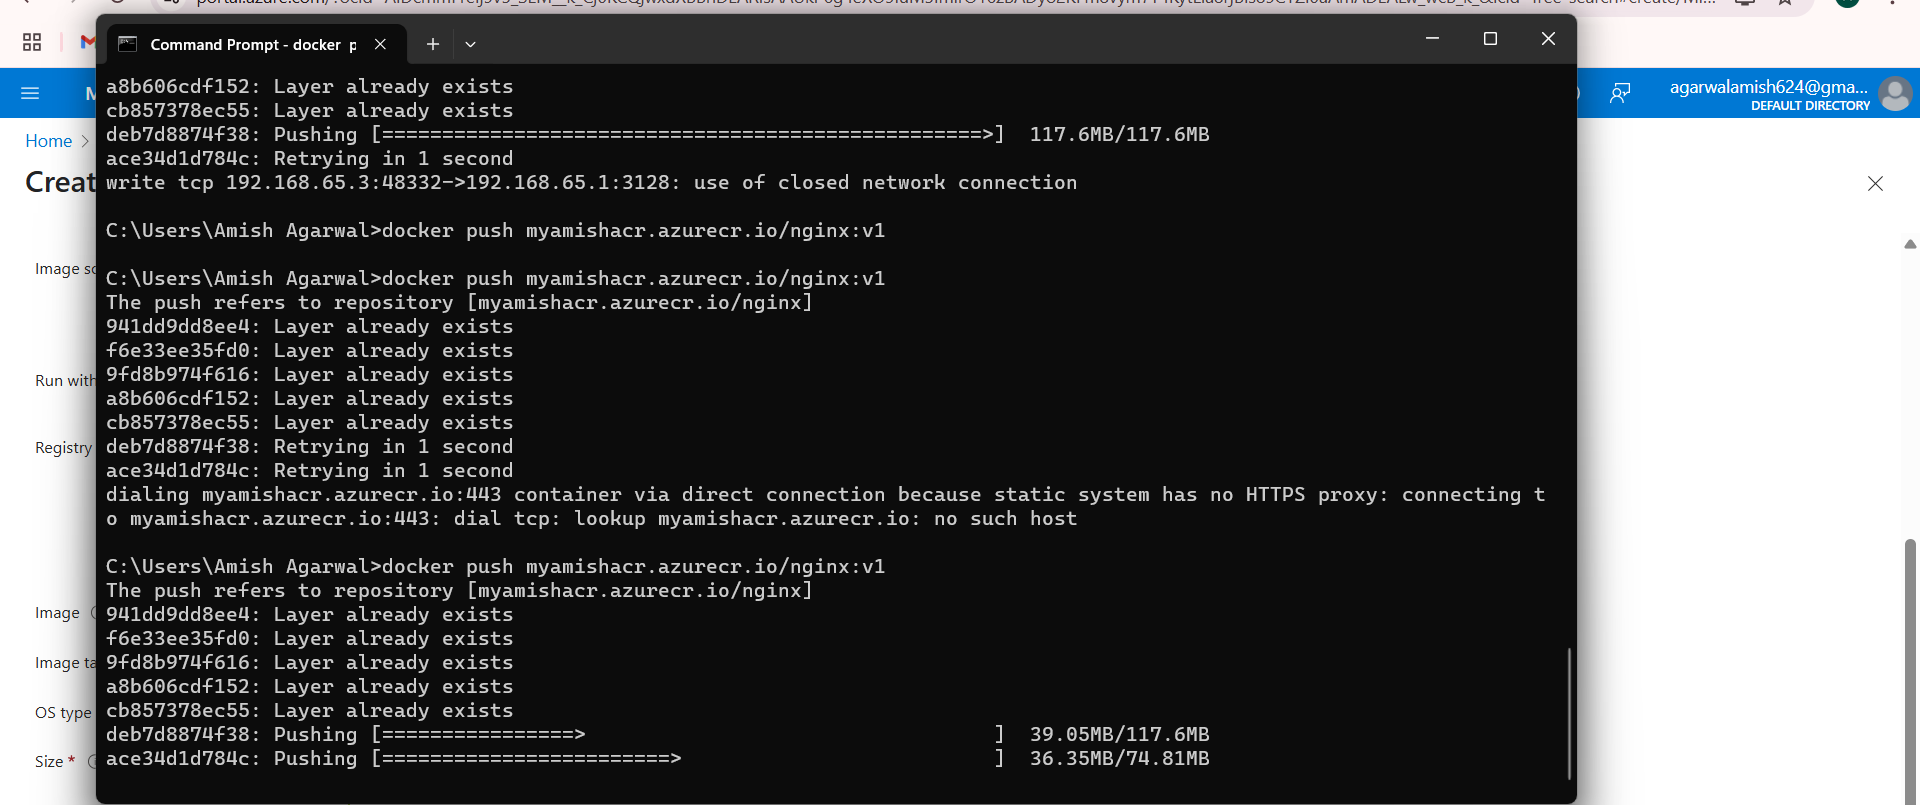 Command Prompt - docker p
agarwalamish624@gma...
DEFAULT DIRECTORY
Home
Creat
Image so
Run with
Registry
Image
Image ta
OS type
Size *
a8b606cdf152: Layer already exists
cb857378ec55: Layer already exists
deb7d8874f38: Pushing [==================================================>]  117.6MB/117.6MB
ace34d1d784c: Retrying in 1 second
write tcp 192.168.65.3:48332->192.168.65.1:3128: use of closed network connection
C:\Users\Amish Agarwal>docker push myamishacr.azurecr.io/nginx:v1
C:\Users\Amish Agarwal>docker push myamishacr.azurecr.io/nginx:v1
The push refers to repository [myamishacr.azurecr.io/nginx]
941dd9dd8ee4: Layer already exists
f6e33ee35fd0: Layer already exists
9fd8b974f616: Layer already exists
a8b606cdf152: Layer already exists
cb857378ec55: Layer already exists
deb7d8874f38: Retrying in 1 second
ace34d1d784c: Retrying in 1 second
dialing myamishacr.azurecr.io:443 container via direct connection because static system has no HTTPS proxy: connecting t
o myamishacr.azurecr.io:443: dial tcp: lookup myamishacr.azurecr.io: no such host
C:\Users\Amish Agarwal>docker push myamishacr.azurecr.io/nginx:v1
The push refers to repository [myamishacr.azurecr.io/nginx]
941dd9dd8ee4: Layer already exists
f6e33ee35fd0: Layer already exists
9fd8b974f616: Layer already exists
a8b606cdf152: Layer already exists
cb857378ec55: Layer already exists
deb7d8874f38: Pushing [================>                                  ]  39.05MB/117.6MB
ace34d1d784c: Pushing [========================>                          ]  36.35MB/74.81MB